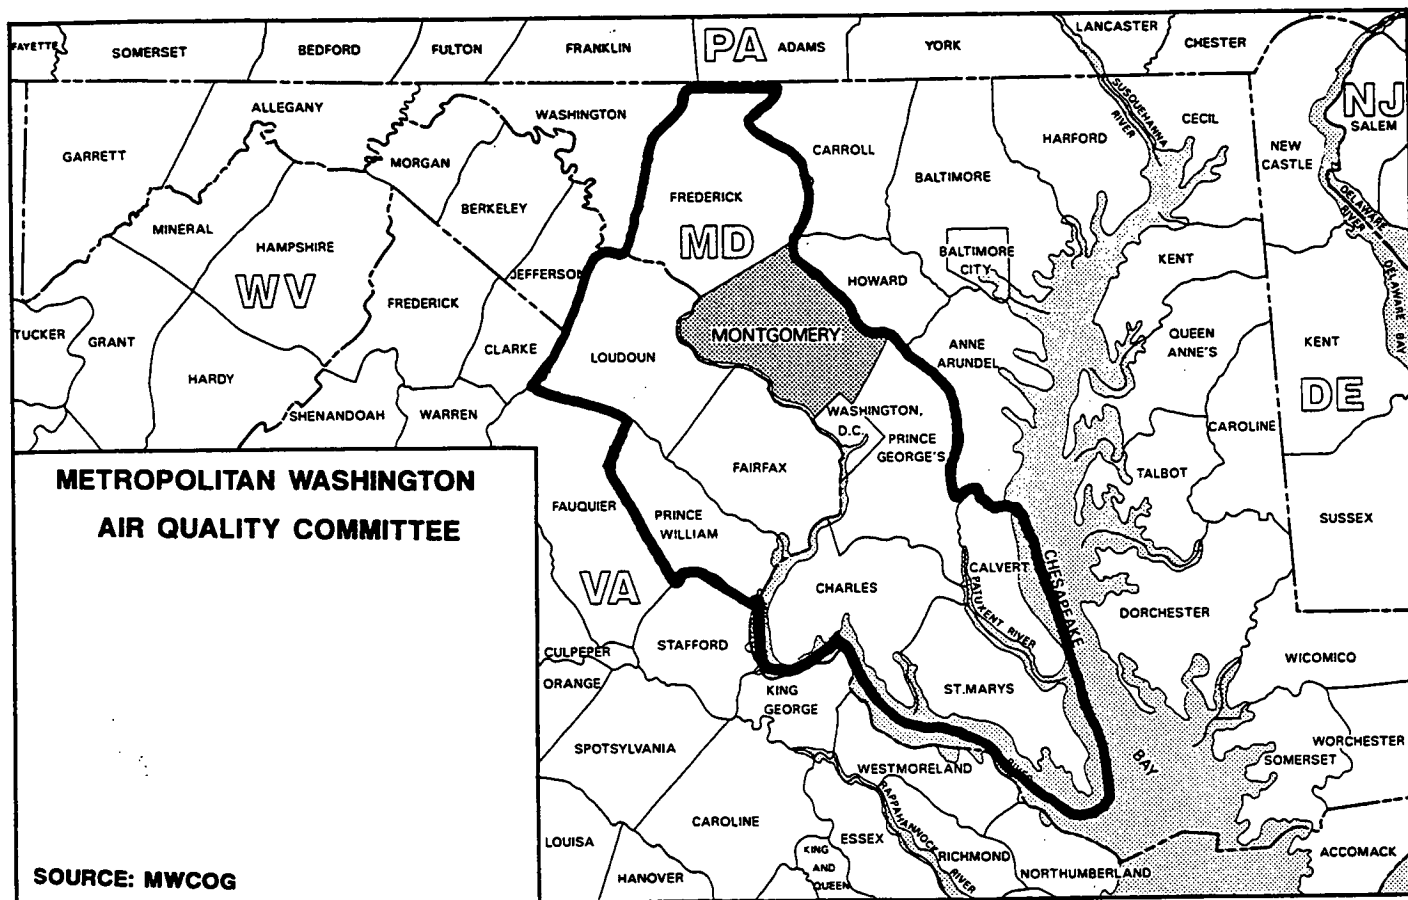 FAYETTE
SOMERSET
BEDFORD
FULTON
FRANKLIN
PA
ADAMS
YORK
LANCASTER
CHESTER
NJ
SALEM
GARRETT
ALLEGANY
WASHINGTON
MORGAN
BERKELEY
MINERAL
HAMPSHIRE
WV
JEFFERSON
FREDERICK
CLARKE
TUCKER
GRANT
HARDY
SHENANDOAH
WARREN
FREDERICK
MD
CARROLL
BALTIMORE
HARFORD
SUSQUEHANNA
RIVER
CECIL
NEW
CASTLE
DELAWARE
RIVER
DELAWARE BAY
BALTIMORE
CITY
HOWARD
KENT
MONTGOMERY
LOUDOUN
ANNE
ARUNDEL
QUEEN
ANNE'S
KENT
DE
WASHINGTON,
D.C.
PRINCE
GEORGE'S
CAROLINE
TALBOT
FAIRFAX
SUSSEX
METROPOLITAN WASHINGTON
AIR QUALITY COMMITTEE
FAUQUIER
PRINCE
WILLIAM
VA
CHARLES
CALVERT
PATUXENT RIVER
CHESAPEAKE
BAY
DORCHESTER
STAFFORD
CULPEPER
ORANGE
KING
GEORGE
ST.MARYS
WICOMICO
SPOTSYLVANIA
WESTMORELAND
RIVER
WORCHESTER
SOMERSET
CAROLINE
RAPPAHANNOCK
RIVER
ESSEX
LOUISA
KING
AND
QUEEN
RICHMOND
NORTHUMBERLAND
ACCOMACK
HANOVER
SOURCE: MWCOG